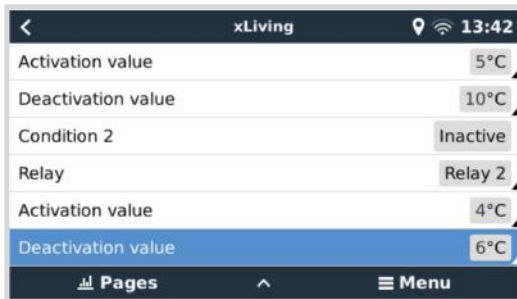 xLiving 13:42
Activation value 5°C
Deactivation value 10°C
Condition 2 Inactive
Relay Relay 2
Activation value 4°C
Deactivation value 6°C
Pages Menu